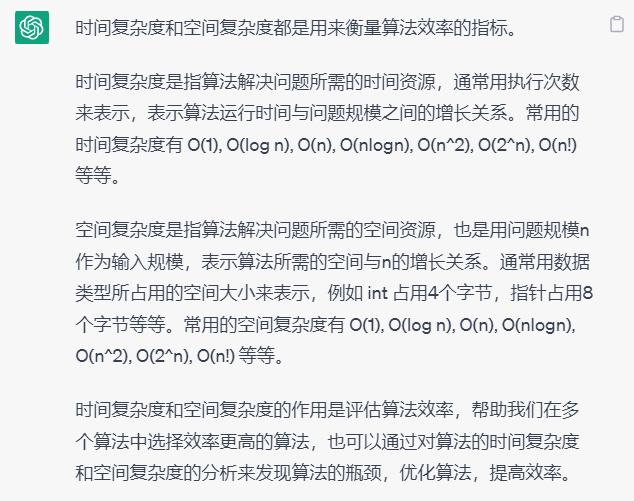 时间复杂度和空间复杂度都是用来衡量算法效率的指标。
时间复杂度是指算法解决问题所需的时间资源，通常用执行次数
来表示，表示算法运行时间与问题规模之间的增长关系。常用的
时间复杂度有 O(1), O(log n), O(n), O(nlogn), O(n^2), O(2^n), O(n!)
等等。
空间复杂度是指算法解决问题所需的空间资源，也是用问题规模n
作为输入规模，表示算法所需的空间与n的增长关系。通常用数据
类型所占用的空间大小来表示，例如 int 占用4个字节，指针占用8
个字节等等。常用的空间复杂度有 O(1), O(log n), O(n), O(nlogn),
O(n^2), O(2^n), O(n!) 等等。
时间复杂度和空间复杂度的作用是评估算法效率，帮助我们在多
个算法中选择效率更高的算法，也可以通过对算法的时间复杂度
和空间复杂度的分析来发现算法的瓶颈，优化算法，提高效率。